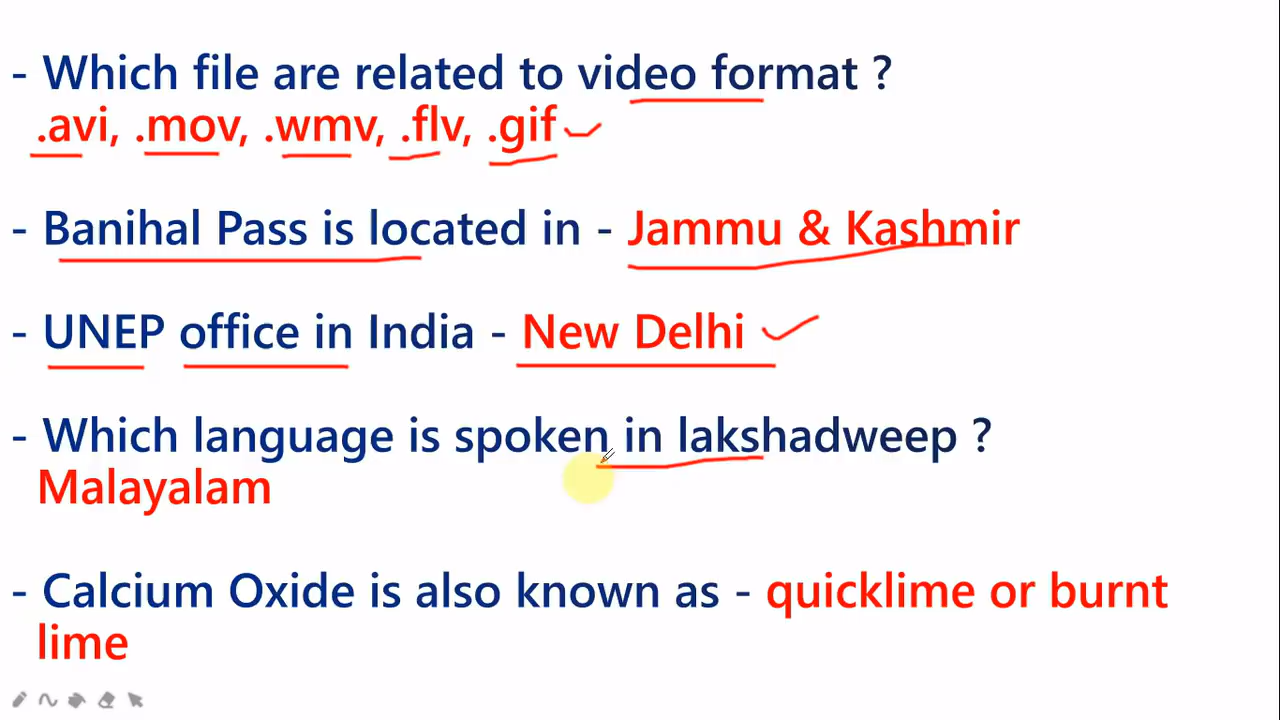 - Which file are related to video format ?
.avi, .mov, .wmv, .flv, .gif
- Banihal Pass is located in - Jammu & Kashmir
- UNEP office in India - New Delhi
- Which language is spoken in lakshadweep ?
Malayalam
- Calcium Oxide is also known as - quicklime or burnt
lime